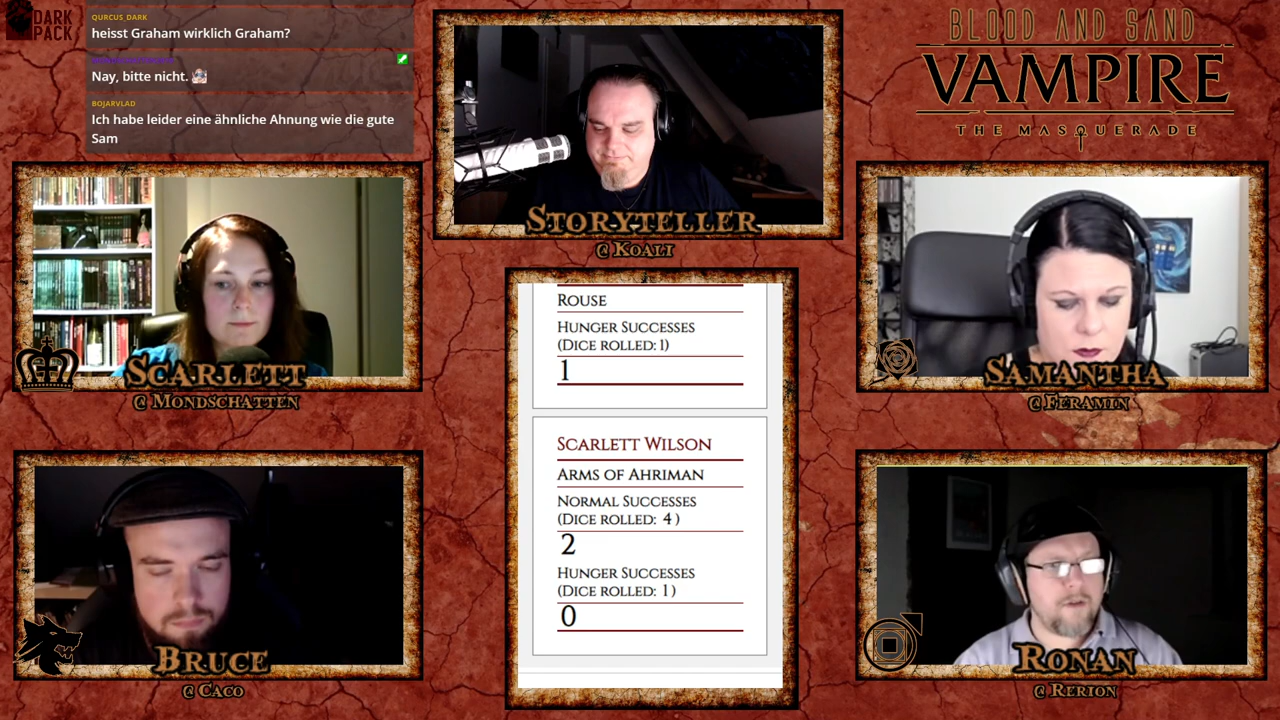 DARK
PACK
QURCUS_DARK
heisst Graham wirklich Graham?
Nay, bitte nicht.
BOJARVLAD
Ich habe leider eine ähnliche Ahnung wie die gute
Sam
BLOOD AND SAND
VAMPIRE
THE MASQUERADE
STORYTELLER
@ KOALI
SCARLETT
@ MONDSCHATTEN
SAMANTHA
@ FERAMIN
ROUSE
HUNGER SUCCESSES
(DICE ROLLED: 1)
1
SCARLETT WILSON
ARMS OF AHRIMAN
NORMAL SUCCESSES
(DICE ROLLED: 4 )
2
HUNGER SUCCESSES
(DICE ROLLED: 1 )
0
BRUCE
@ CACO
RONAN
@ RERION